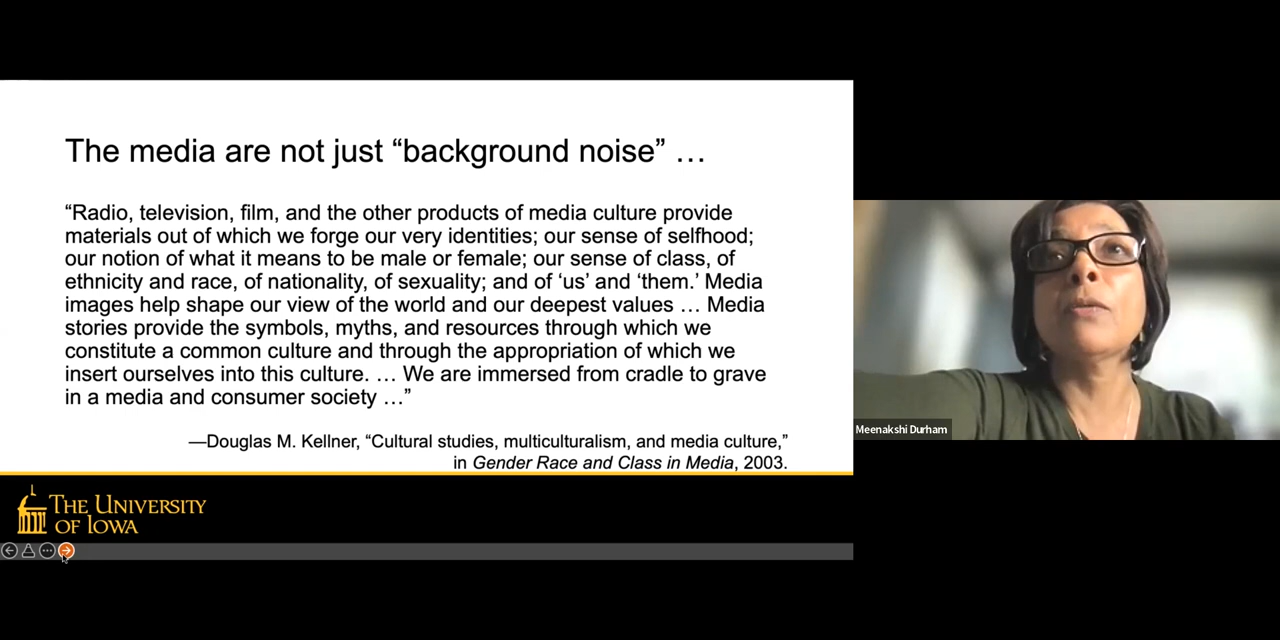 The media are not just “background noise” …
“Radio, television, film, and the other products of media culture provide
materials out of which we forge our very identities; our sense of selfhood;
our notion of what it means to be male or female; our sense of class, of
ethnicity and race, of nationality, of sexuality; and of ‘us’ and ‘them.’ Media
images help shape our view of the world and our deepest values … Media
stories provide the symbols, myths, and resources through which we
constitute a common culture and through the appropriation of which we
insert ourselves into this culture. … We are immersed from cradle to grave
in a media and consumer society …”
—Douglas M. Kellner, “Cultural studies, multiculturalism, and media culture,”
in Gender Race and Class in Media, 2003.
THE UNIVERSITY
OF IOWA
Meenakshi Durham